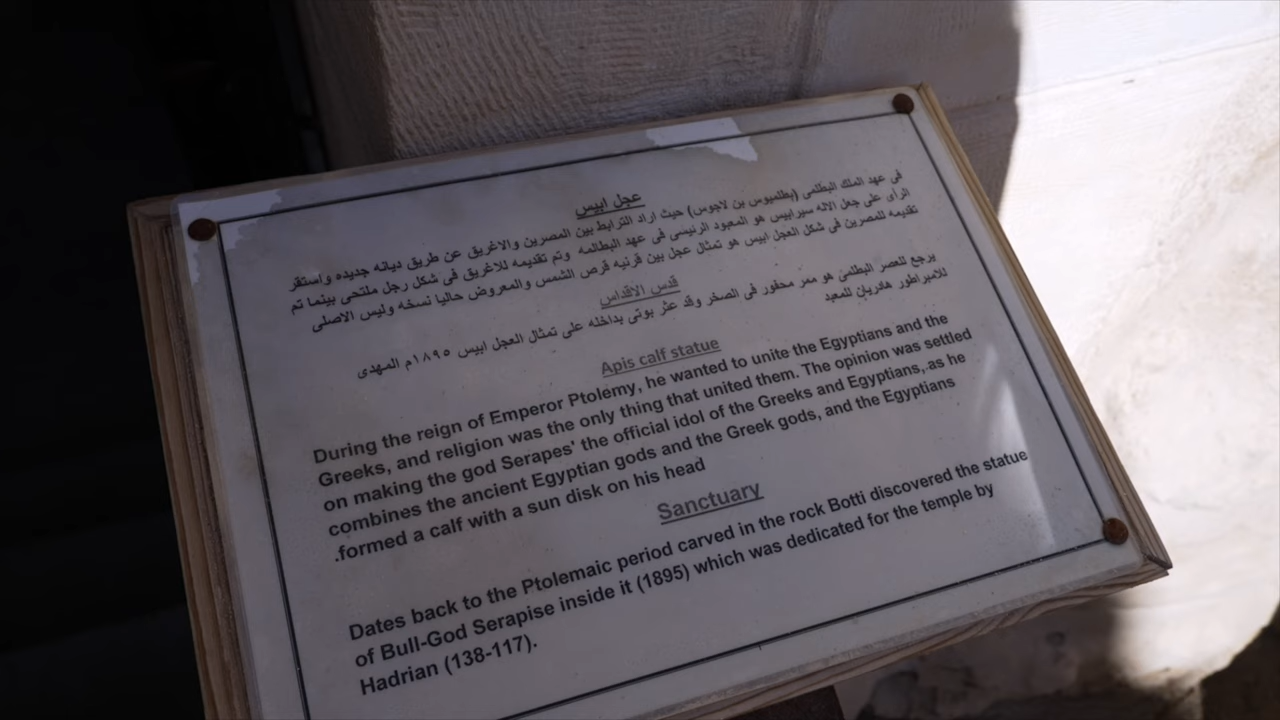 عجل ابيس
فى عهد الملك البطلمى (بطلميوس بن لاجوس) حيث اراد الترابط بين المصرين والاغريق عن طريق ديانه جديده واستقر
الرأى على جعل الاله سيرابيس هو المعبود الرئيسى فى عهد البطالمه وتم تقديمه للاغريق فى شكل رجل ملتحى بينما تم
تقديمه للمصرين فى شكل العجل ابيس هو تمثال عجل بين قرنيه قرص الشمس والمعروض حاليا نسخه وليس الاصلى
قدس الاقداس
يرجع للعصر البطلمى هو ممر محفور فى الصخر وقد عثر بوتى بداخله على تمثال العجل ابيس ١٨٩٥م المهدى
للامبراطور هادريان للمعبد
Apis calf statue
During the reign of Emperor Ptolemy, he wanted to unite the Egyptians and the
Greeks, and religion was the only thing that united them. The opinion was settled
on making the god Serapes' the official idol of the Greeks and Egyptians, as he
combines the ancient Egyptian gods and the Greek gods, and the Egyptians
.formed a calf with a sun disk on his head
Sanctuary
Dates back to the Ptolemaic period carved in the rock Botti discovered the statue
of Bull-God Serapise inside it (1895) which was dedicated for the temple by
Hadrian (138-117).